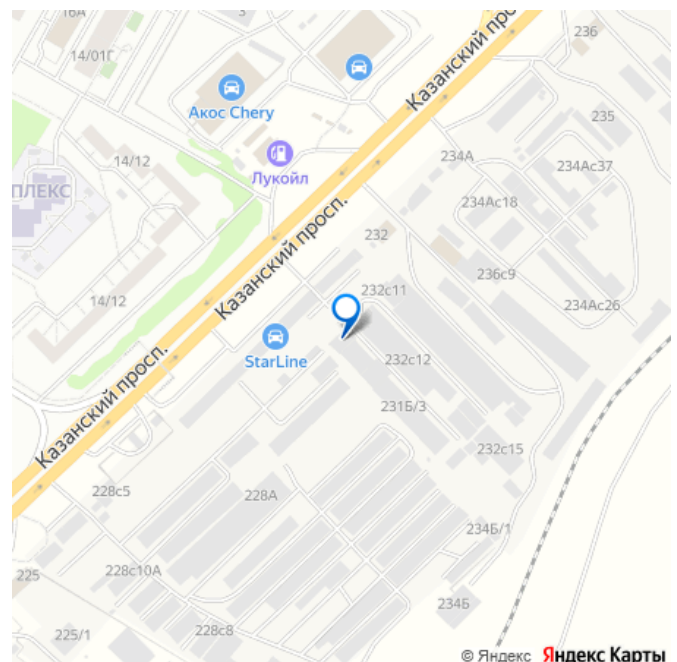 16А
3
236
14/01Г
Казанский просп.
Акос Chery
235
14/12
Лукойл
234А
234Ас37
ПЛЕКС
234Ас18
Казанский просп.
232
236с9
14/12
232с11
234Ас26
StarLine
232с12
Казанский просп.
231Б/3
232с15
228с5
228А
234Б/1
225
228с10А
234Б
225/1
228с8
© Яндекс Яндекс Карты